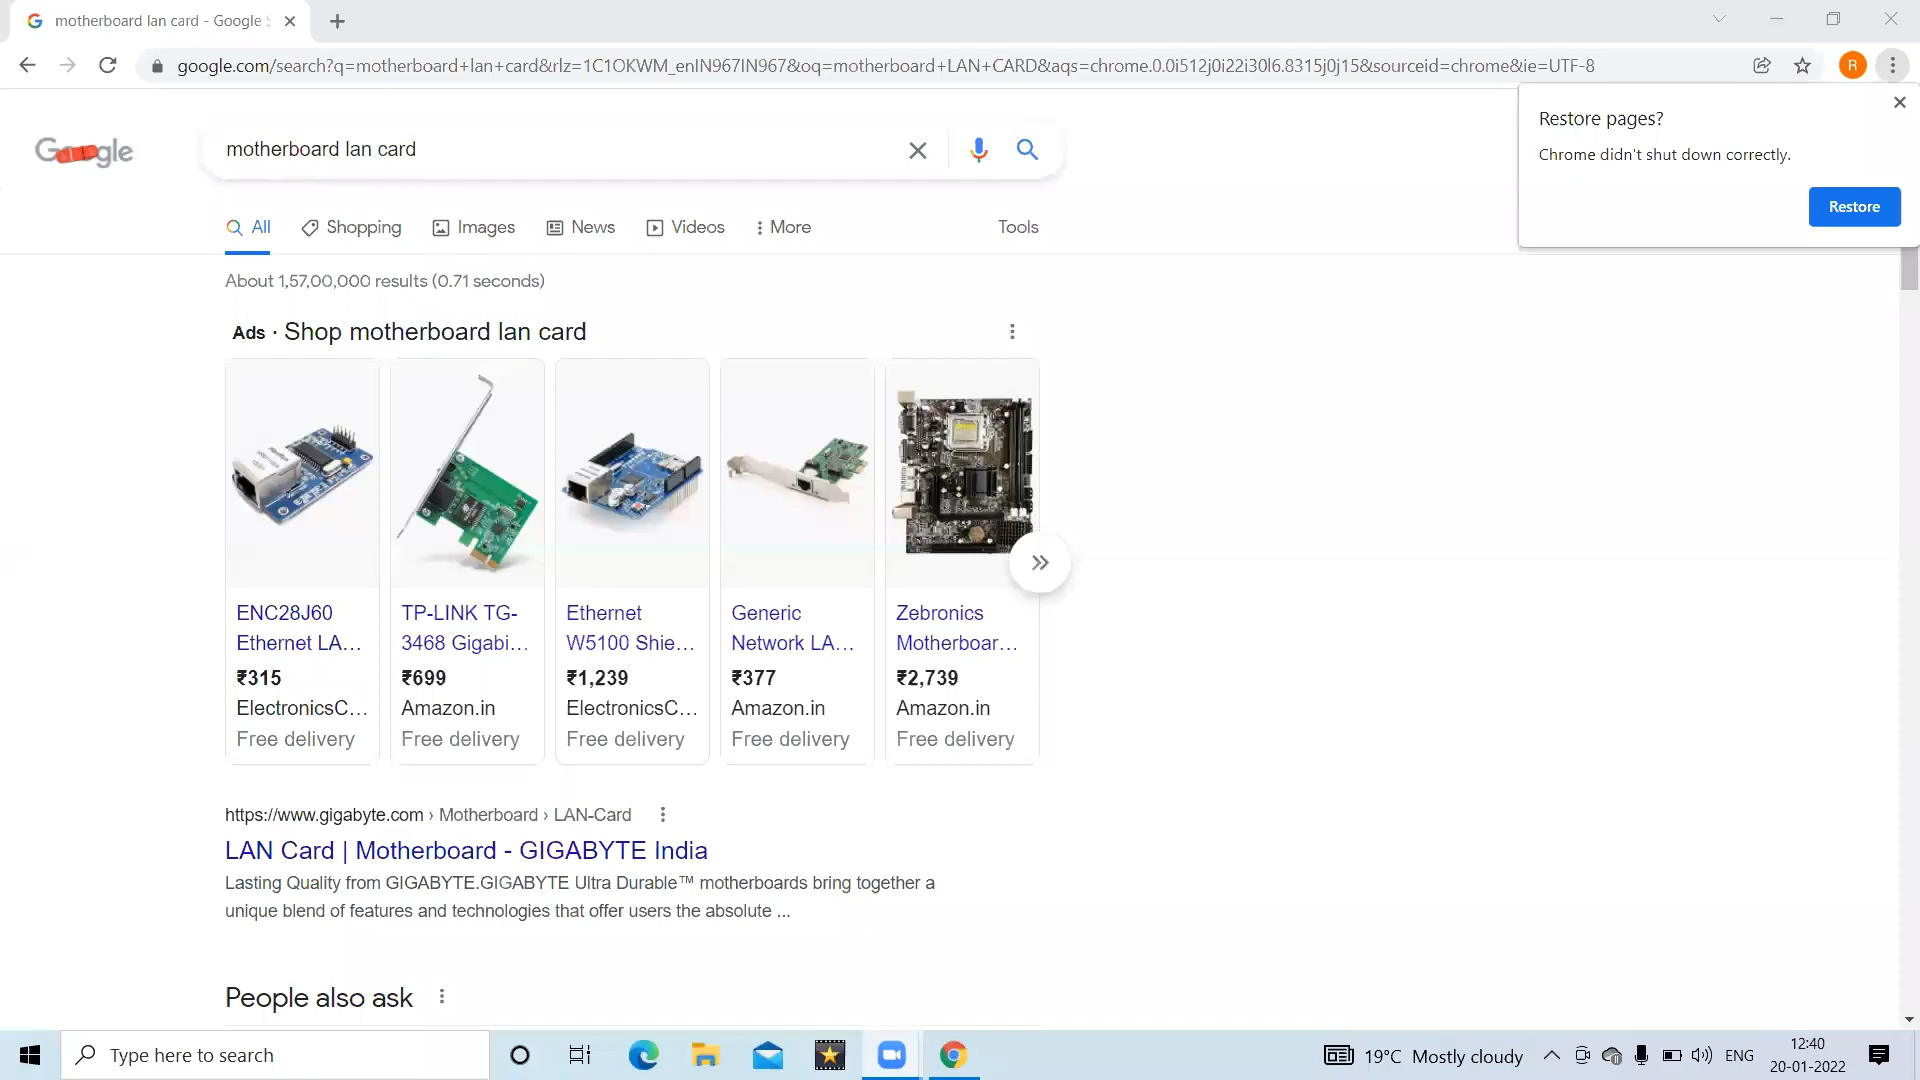 motherboard lan card - Google S
google.com/search?q=motherboard+lan+card&rlz=1C1OKWM_enIN967IN967&oq=motherboard+LAN+CARD&aqs=chrome.0.0i512j0i22i30l6.8315j0j15&sourceid=chrome&ie=UTF-8
R
Restore pages?
Chrome didn't shut down correctly.
Restore
Google
motherboard lan card
All
Shopping
Images
News
Videos
More
Tools
About 1,57,00,000 results (0.71 seconds)
Ads · Shop motherboard lan card
ENC28J60
Ethernet LA...
₹315
ElectronicsC...
Free delivery
TP-LINK TG-
3468 Gigabi...
₹699
Amazon.in
Free delivery
Ethernet
W5100 Shie...
₹1,239
ElectronicsC...
Free delivery
Generic
Network LA...
₹377
Amazon.in
Free delivery
Zebronics
Motherboar...
₹2,739
Amazon.in
Free delivery
https://www.gigabyte.com › Motherboard › LAN-Card
LAN Card | Motherboard - GIGABYTE India
Lasting Quality from GIGABYTE.GIGABYTE Ultra Durable™ motherboards bring together a
unique blend of features and technologies that offer users the absolute ...
People also ask
Type here to search
19°C Mostly cloudy
ENG
12:40
20-01-2022